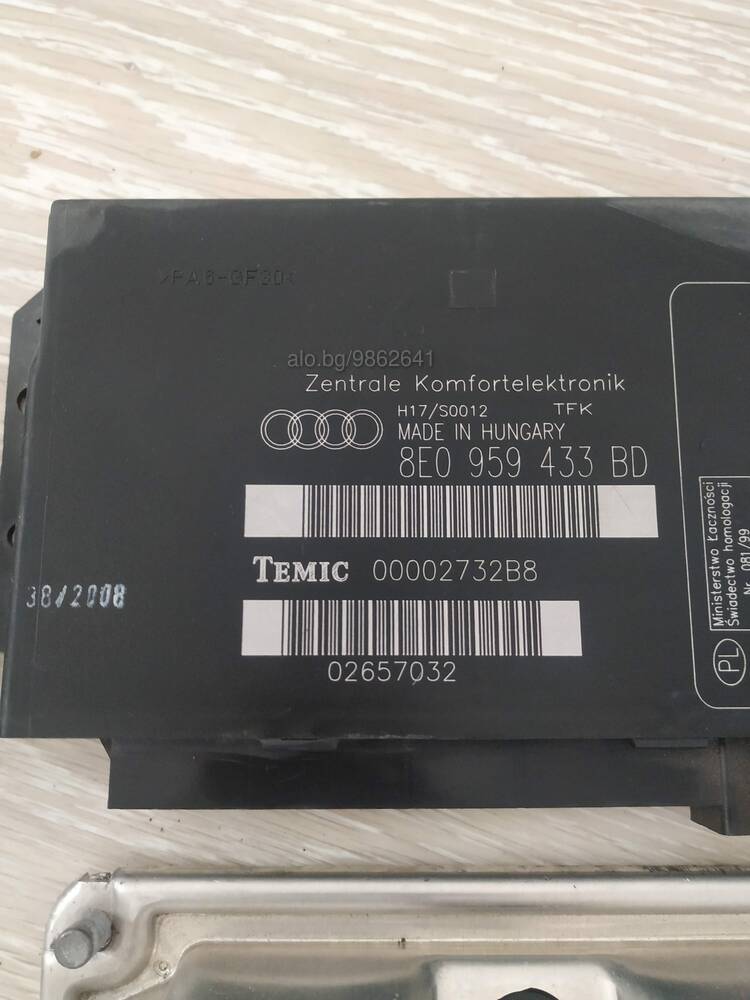 >PA6-GF30<
alo.bg/9862641
Zentrale Komfortelektronik
H17/S0012 TFK
MADE IN HUNGARY
8E0 959 433 BD
TEMIC 00002732B8
38/2008
02657032
Ministerstwo Łączności
Świadectwo homologacji
Nr 081/99
PL